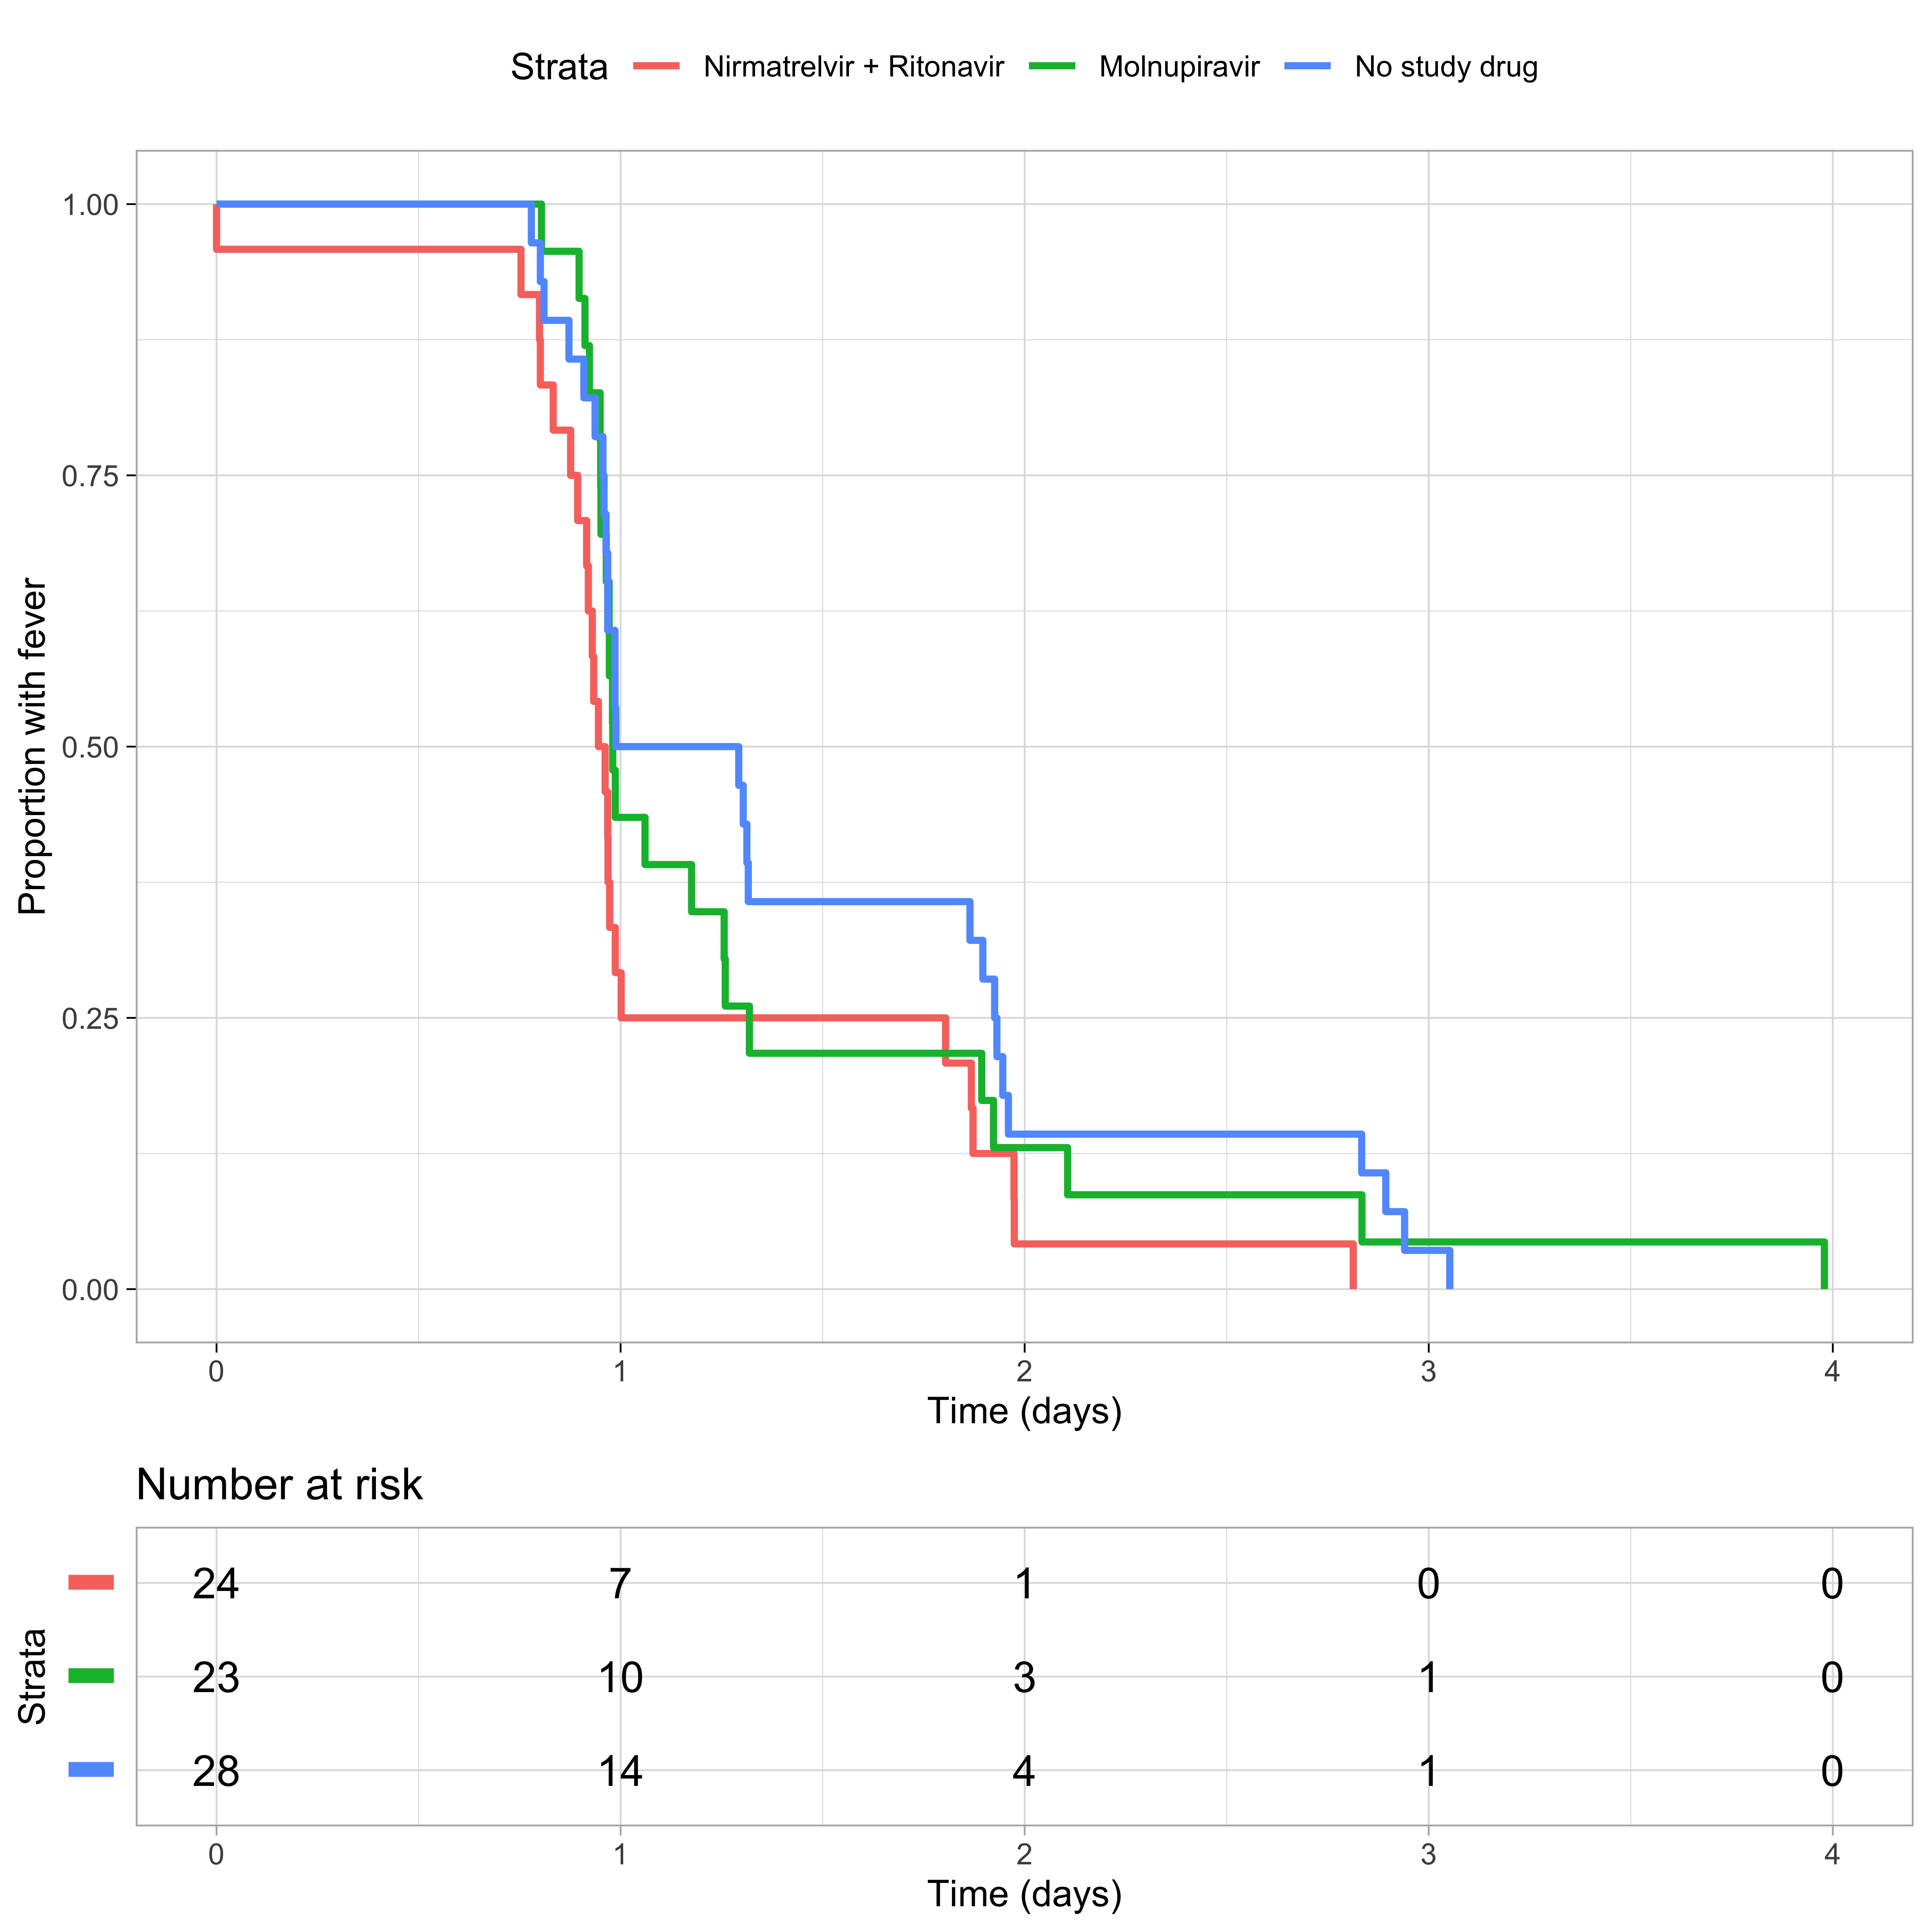 Strata Nirmatrelvir + Ritonavir Molnupiravir No study drug
Proportion with fever
1.00
0.75
0.50
0.25
0.00
0 1 2 3 4
Time (days)
Number at risk
Strata
24 7 1 0 0
23 10 3 1 0
28 14 4 1 0
0 1 2 3 4
Time (days)